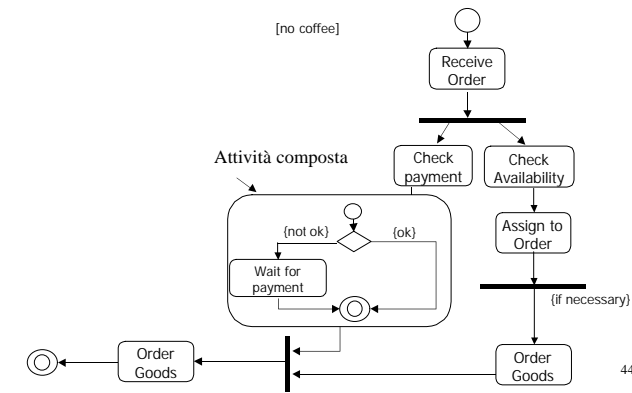 [no coffee]
Receive
Order
Attività composta
Check
payment
Check
Availability
{not ok}
{ok}
Assign to
Order
Wait for
payment
{if necessary}
Order
Goods
Order
Goods
44